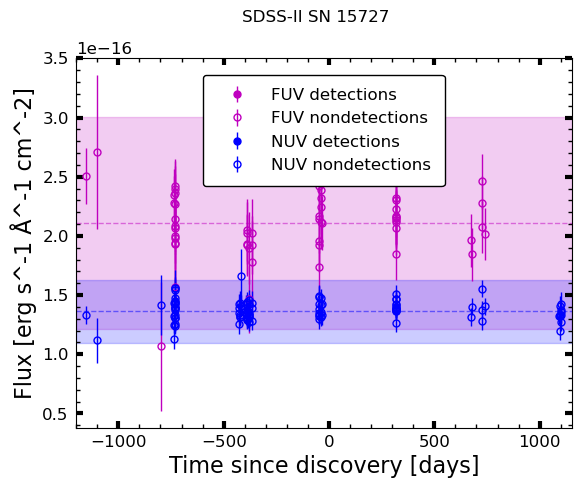 SDSS-II SN 15727
1e−16
3.5
3.0
2.5
2.0
1.5
1.0
0.5
Flux [erg s^-1 Å^-1 cm^-2]
FUV detections
FUV nondetections
NUV detections
NUV nondetections
−1000 −500 0 500 1000
Time since discovery [days]